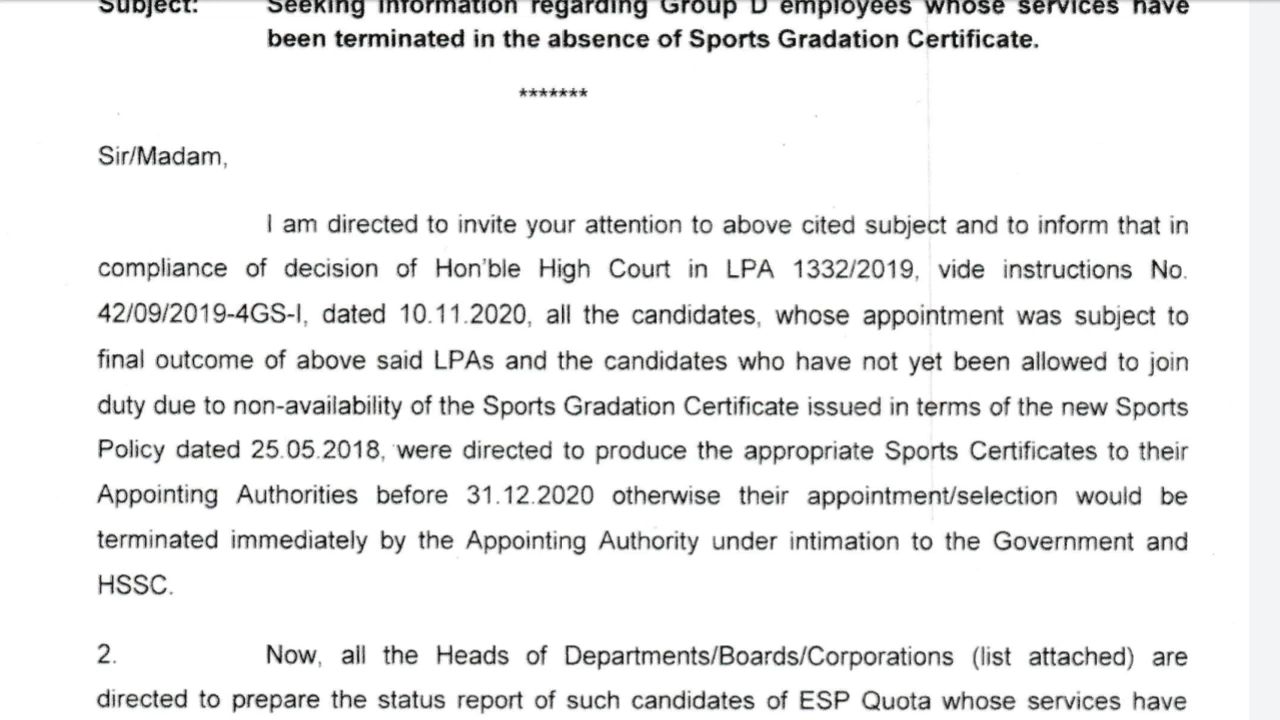 Subject: Seeking information regarding Group D employees whose services have
been terminated in the absence of Sports Gradation Certificate.
*******
Sir/Madam,
I am directed to invite your attention to above cited subject and to inform that in
compliance of decision of Hon'ble High Court in LPA 1332/2019, vide instructions No.
42/09/2019-4GS-I, dated 10.11.2020, all the candidates, whose appointment was subject to
final outcome of above said LPAs and the candidates who have not yet been allowed to join
duty due to non-availability of the Sports Gradation Certificate issued in terms of the new Sports
Policy dated 25.05.2018, were directed to produce the appropriate Sports Certificates to their
Appointing Authorities before 31.12.2020 otherwise their appointment/selection would be
terminated immediately by the Appointing Authority under intimation to the Government and
HSSC.
2. Now, all the Heads of Departments/Boards/Corporations (list attached) are
directed to prepare the status report of such candidates of ESP Quota whose services have